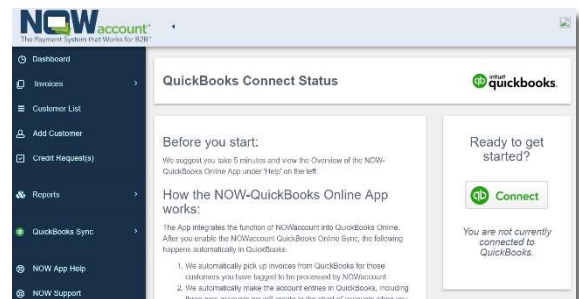 NOWaccount
The Payment System that Works for B2B
Dashboard
Invoices
Customer List
Add Customer
Credit Request(s)
Reports
QuickBooks Sync
NOW App Help
NOW Support
QuickBooks Connect Status
intuit
quickbooks.
Before you start:
We suggest you take 5 minutes and view the Overview of the NOW-
QuickBooks Online App under 'Help' on the left.
How the NOW-QuickBooks Online App
works:
The App integrates the function of NOWaccount into QuickBooks Online.
After you enable the NOWaccount QuickBooks Online Sync, the following
happens automatically in QuickBooks:
1. We automatically pick up invoices from QuickBooks for those
customers you have tagged to be processed by NOWaccount
2. We automatically make the account entries in QuickBooks, including
Ready to get
started?
qb Connect
You are not currently
connected to
QuickBooks.